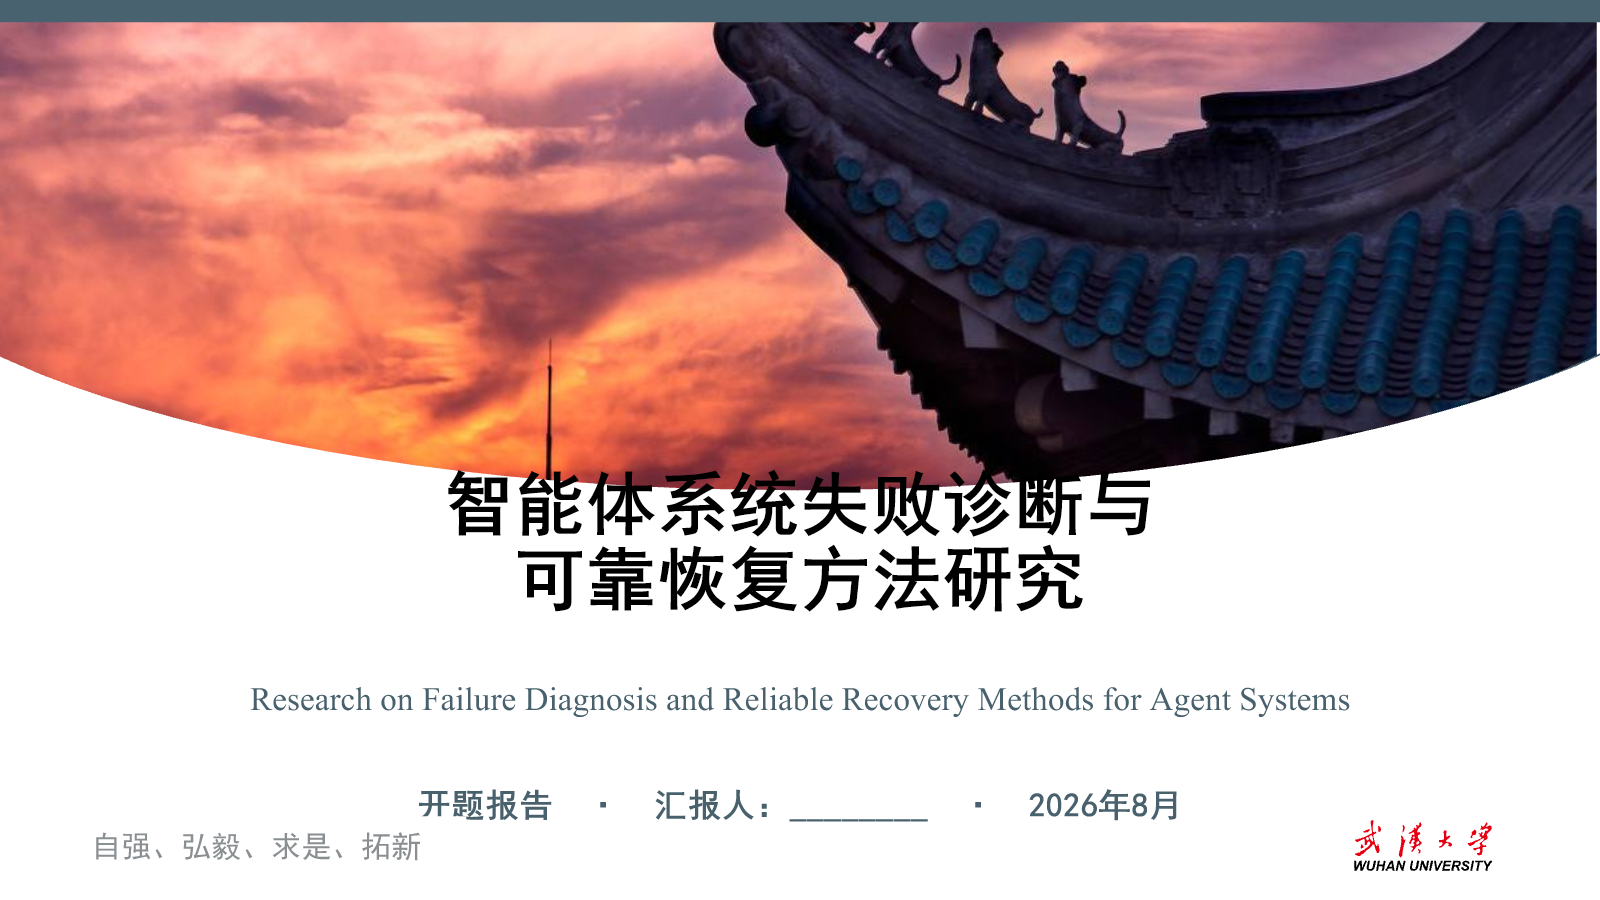 智能体系统失败诊断与
可靠恢复方法研究
Research on Failure Diagnosis and Reliable Recovery Methods for Agent Systems
开题报告 · 汇报人：________ · 2026年8月
自强、弘毅、求是、拓新
武漢大学
WUHAN UNIVERSITY